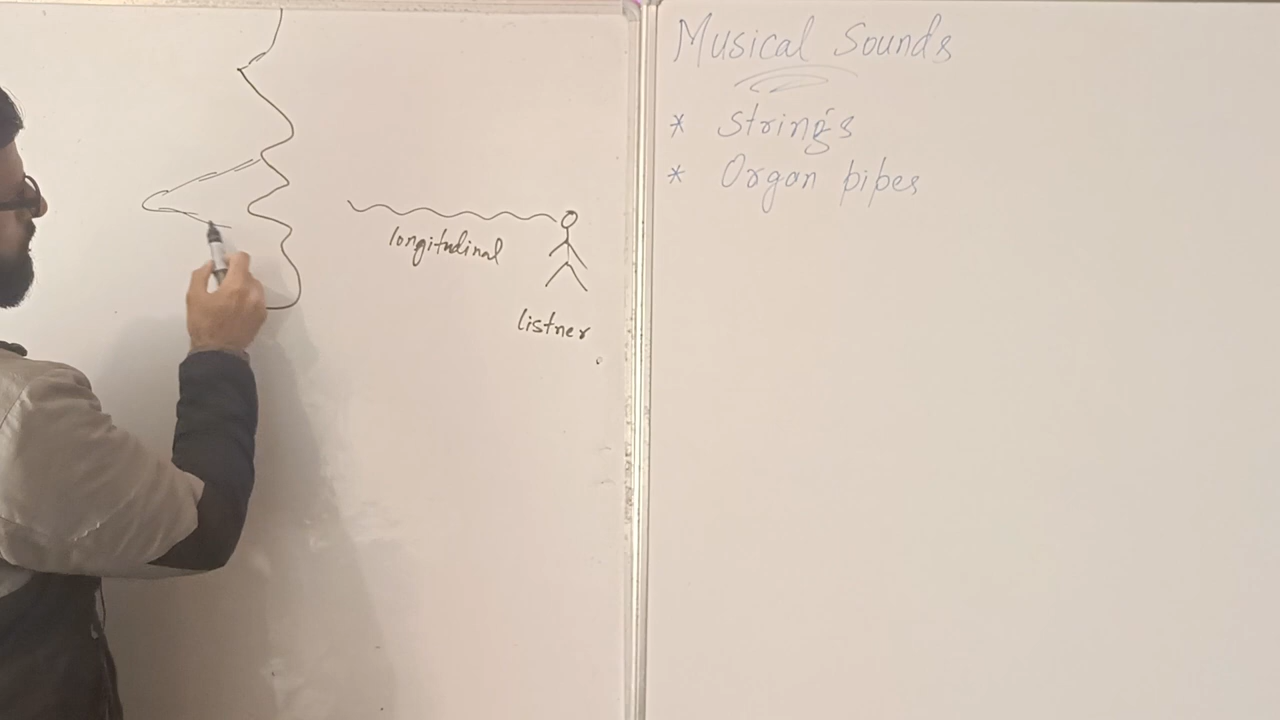 longitudinal
listner
Musical Sounds
* Strings
* Organ pipes